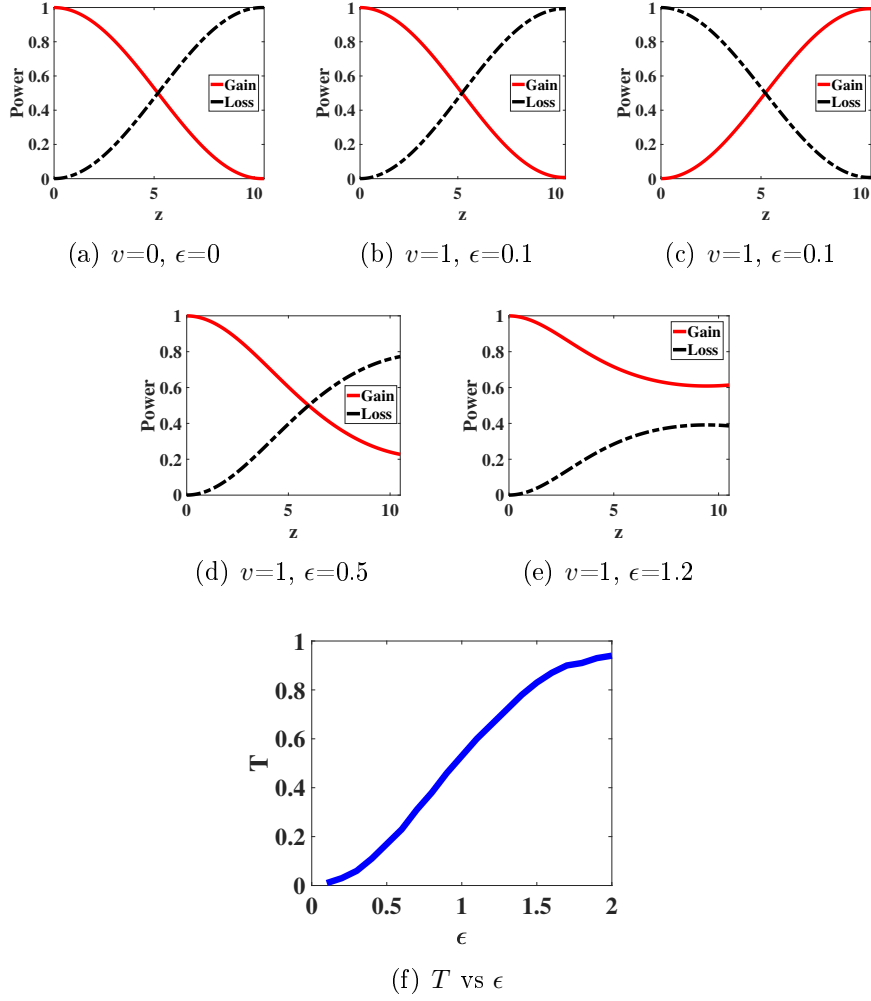 1
0.8
0.6
0.4
0.2
0
Power
Gain
Loss
0
5
10
z
(a) v=0, ϵ=0
1
0.8
0.6
0.4
0.2
0
Power
Gain
Loss
0
5
10
z
(b) v=1, ϵ=0.1
1
0.8
0.6
0.4
0.2
0
Power
Gain
Loss
0
5
10
z
(c) v=1, ϵ=0.1
1
0.8
0.6
0.4
0.2
0
Power
Gain
Loss
0
5
10
z
(d) v=1, ϵ=0.5
1
0.8
0.6
0.4
0.2
0
Power
Gain
Loss
0
5
10
z
(e) v=1, ϵ=1.2
1
0.8
0.6
0.4
0.2
0
T
0
0.5
1
1.5
2
ϵ
(f) T vs ϵ